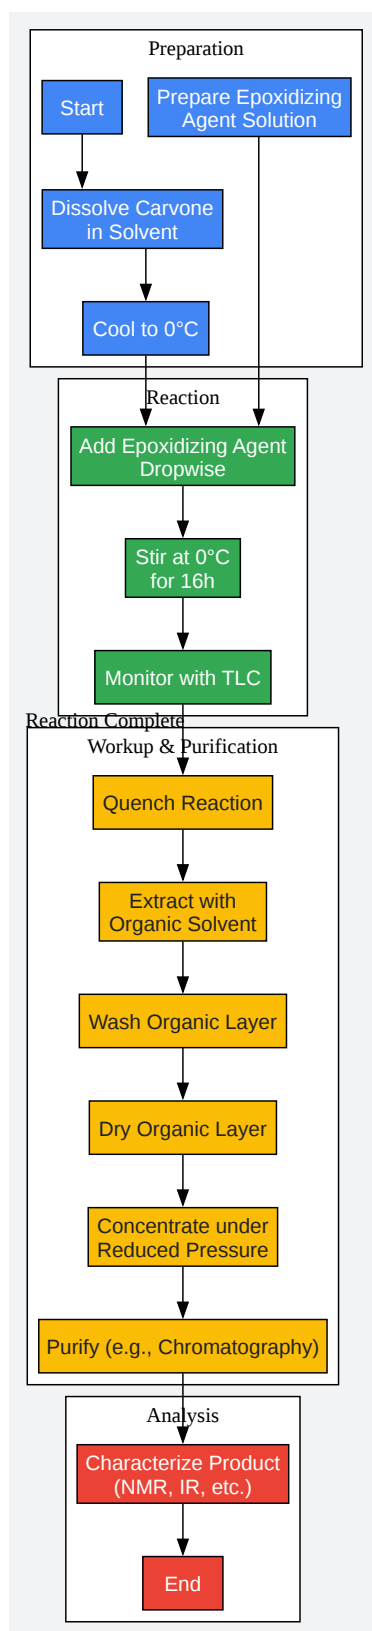 Preparation
Start
Prepare Epoxidizing
Agent Solution
Dissolve Carvone
in Solvent
Cool to 0°C
Reaction
Add Epoxidizing Agent
Dropwise
Stir at 0°C
for 16h
Monitor with TLC
Reaction Complete
Workup & Purification
Quench Reaction
Extract with
Organic Solvent
Wash Organic Layer
Dry Organic Layer
Concentrate under
Reduced Pressure
Purify (e.g., Chromatography)
Analysis
Characterize Product
(NMR, IR, etc.)
End